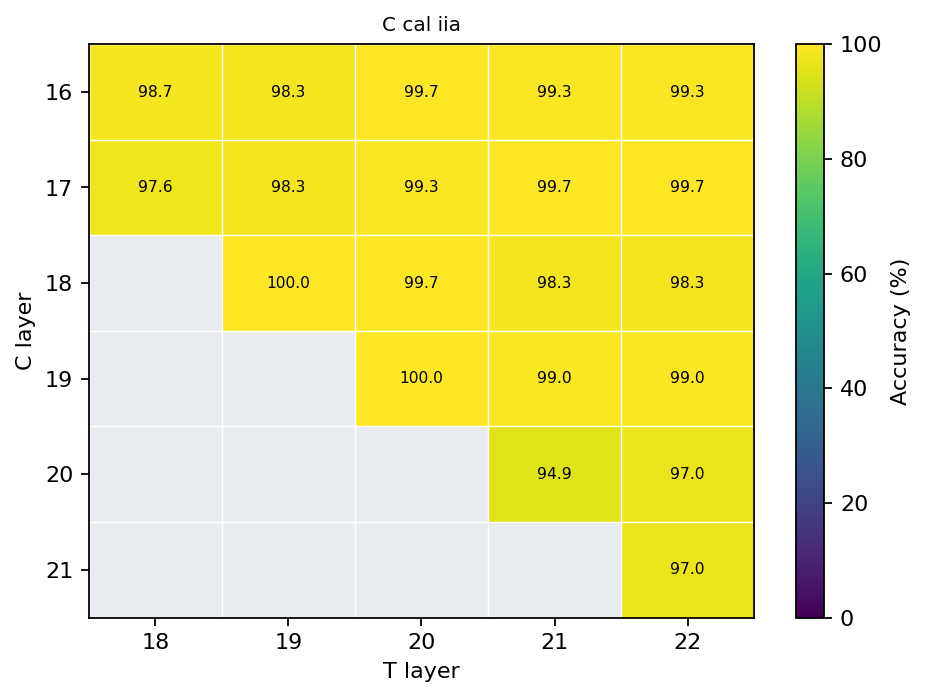 C cal iia
16 98.7 98.3 99.7 99.3 99.3
17 97.6 98.3 99.3 99.7 99.7
18 100.0 99.7 98.3 98.3
19 100.0 99.0 99.0
20 94.9 97.0
21 97.0
18 19 20 21 22
T layer
C layer
100
80
60
40
20
0
Accuracy (%)